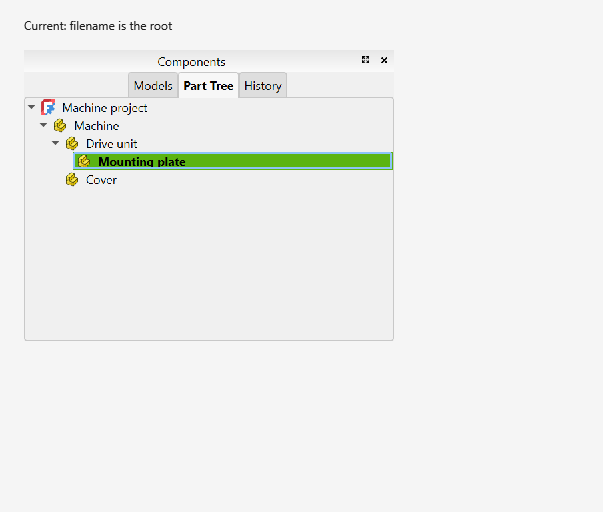 Current: filename is the root
Components
Models Part Tree History
Machine project
Machine
Drive unit
Mounting plate
Cover